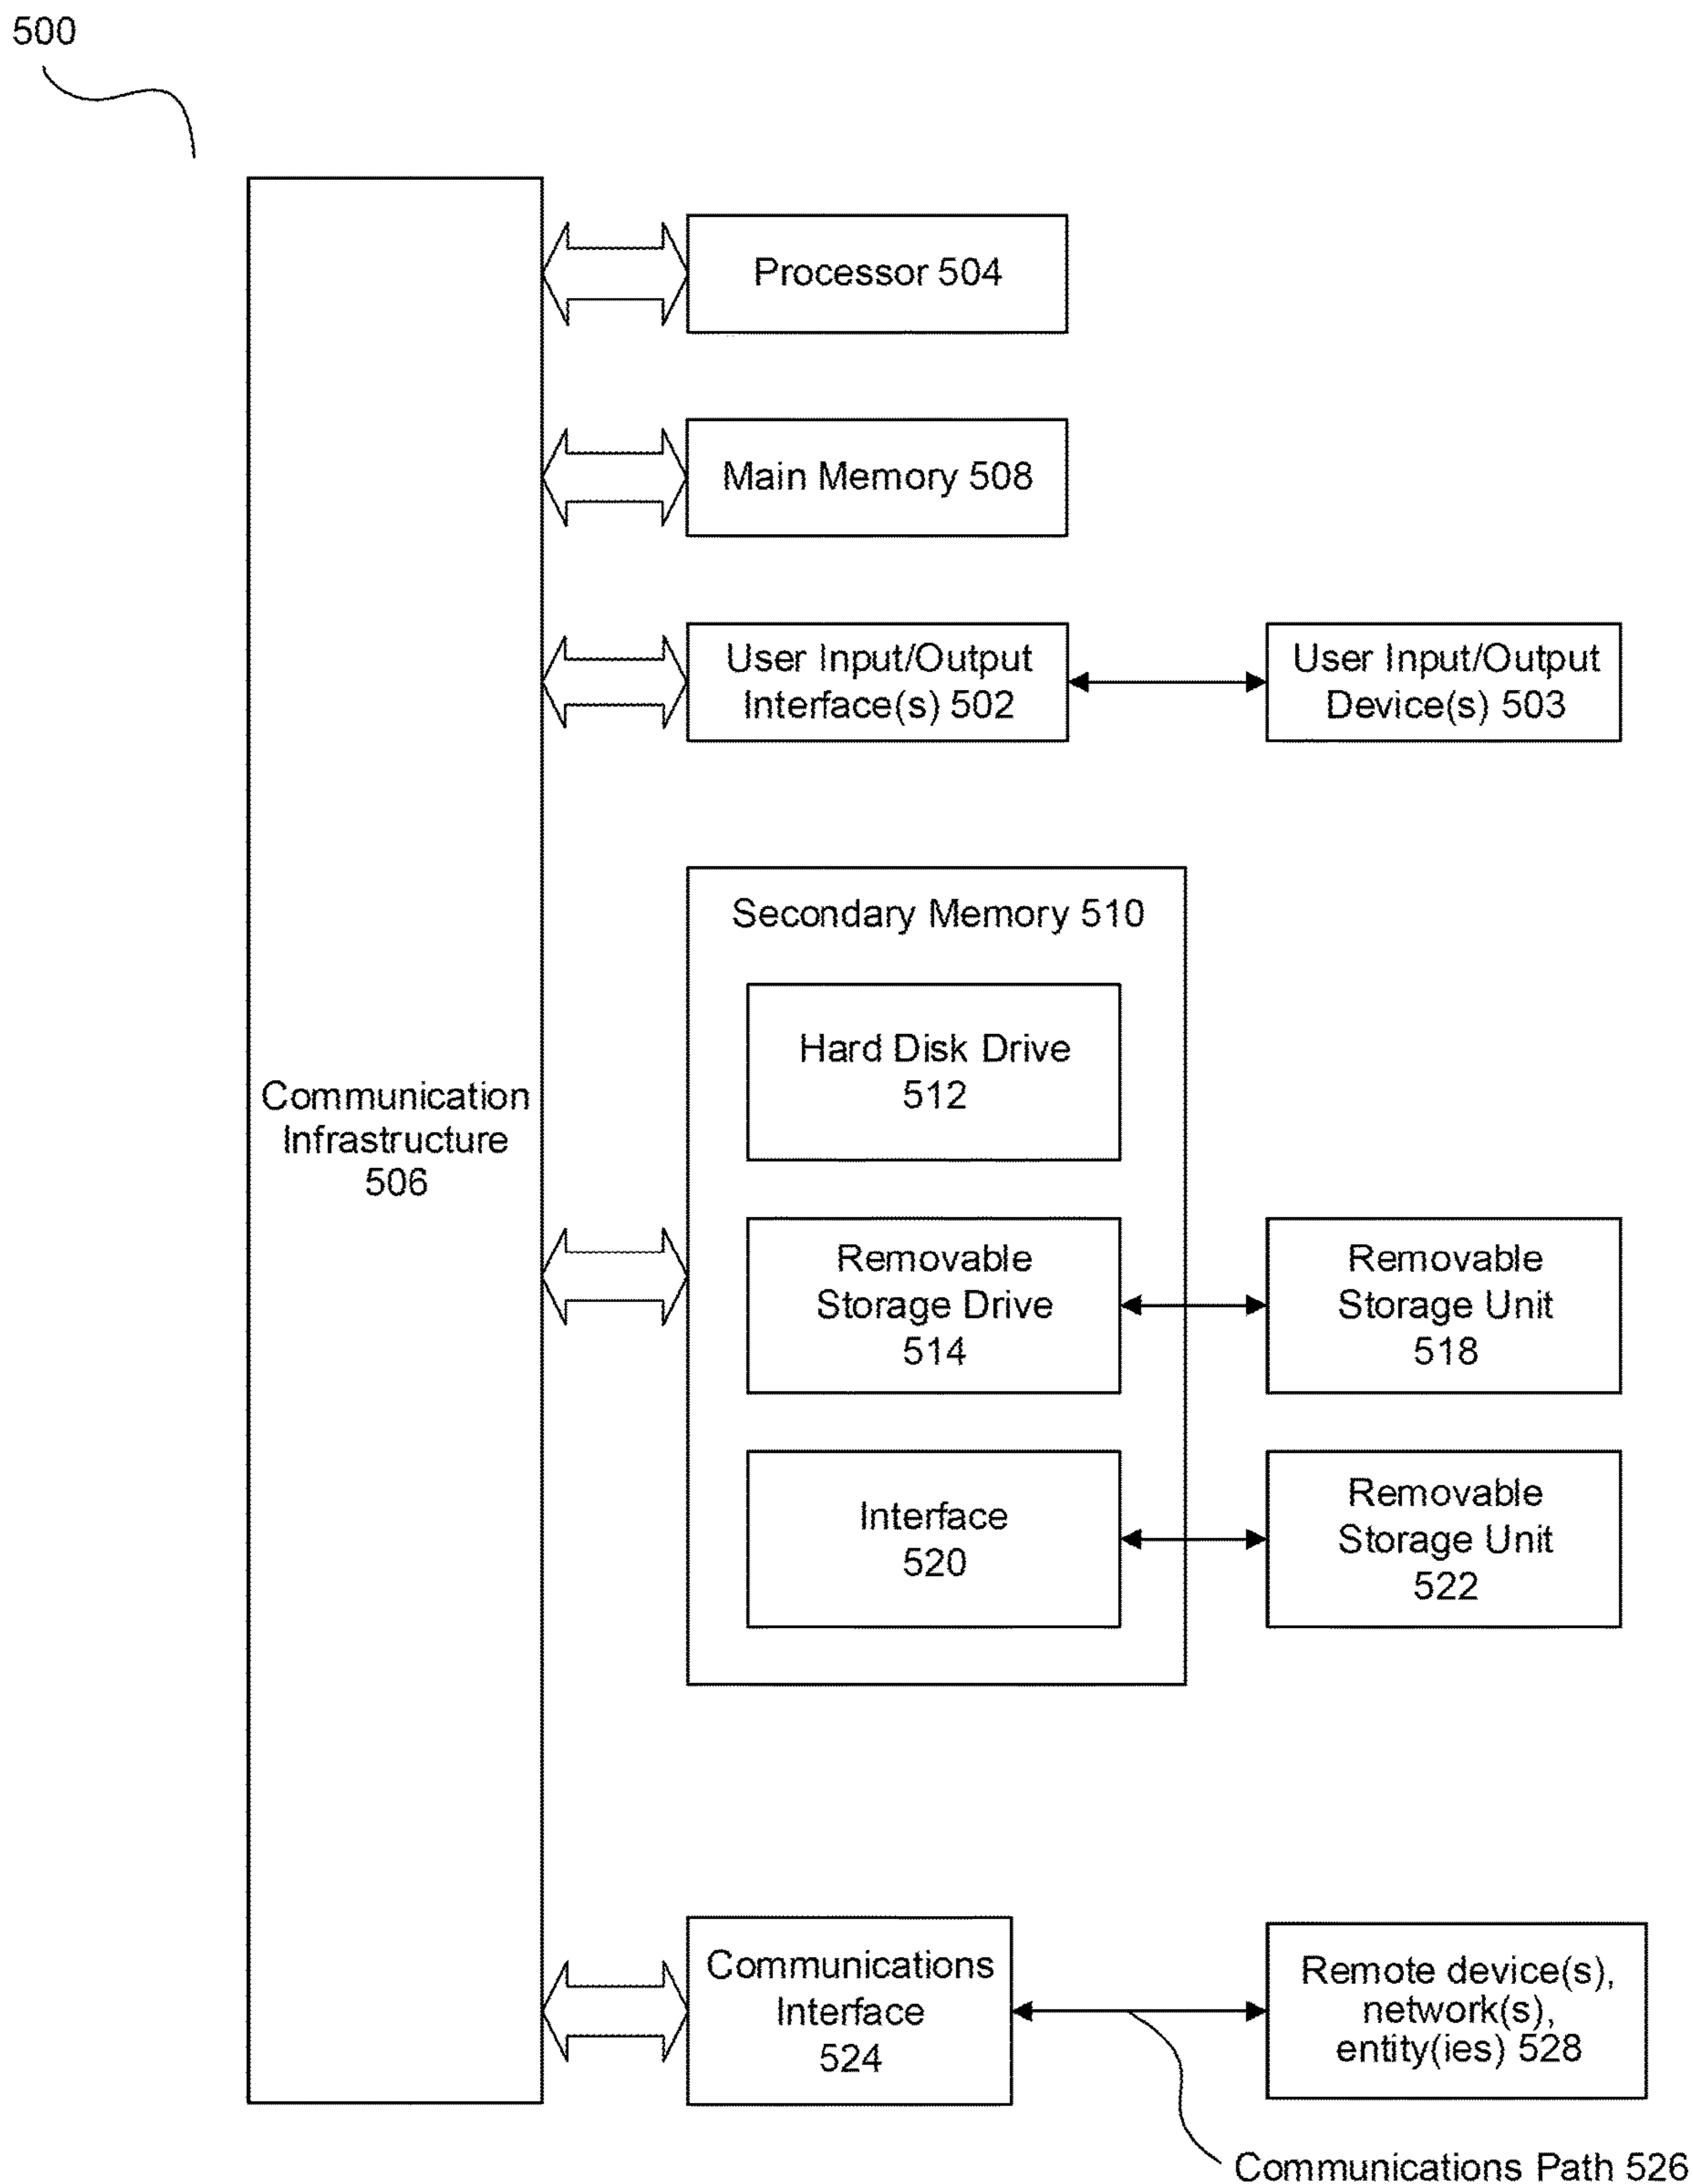 500
Processor 504
Main Memory 508
User Input/Output
Interface(s) 502
User Input/Output
Device(s) 503
Secondary Memory 510
Hard Disk Drive
512
Communication
Infrastructure
506
Removable
Storage Drive
514
Removable
Storage Unit
518
Interface
520
Removable
Storage Unit
522
Communications
Interface
524
Remote device(s),
network(s),
entity(ies) 528
Communications Path 526